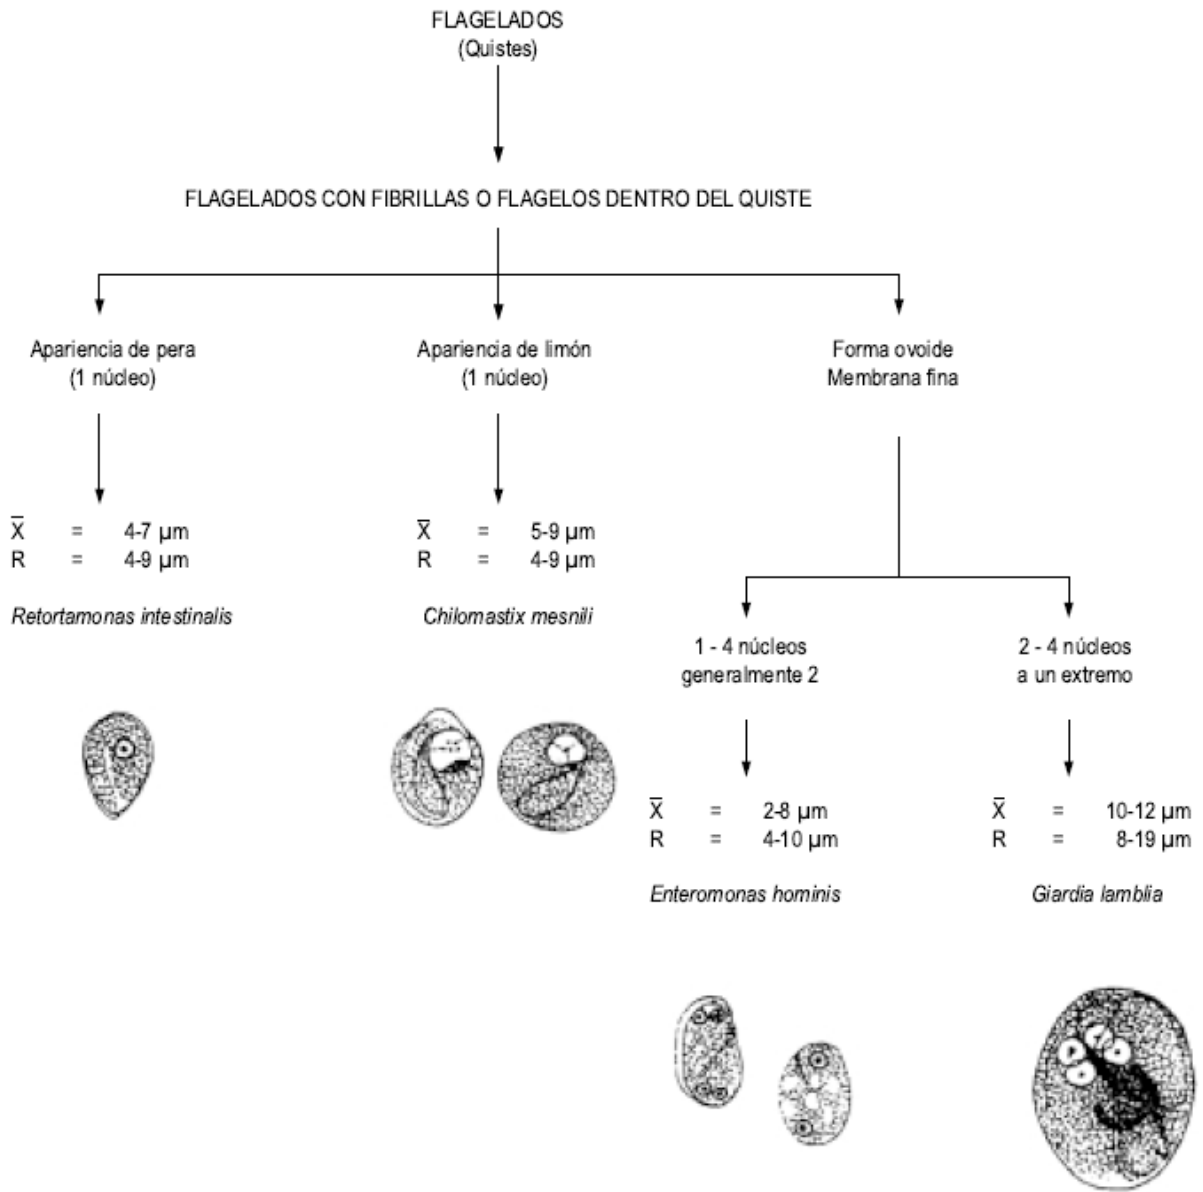 FLAGELADOS
(Quistes)
FLAGELADOS CON FIBRILLAS O FLAGELOS DENTRO DEL QUISTE
Apariencia de pera
(1 núcleo)
X̅ = 4-7 µm
R = 4-9 µm
Retortamonas intestinalis
Apariencia de limón
(1 núcleo)
X̅ = 5-9 µm
R = 4-9 µm
Chilomastix mesnili
Forma ovoide
Membrana fina
1 - 4 núcleos
generalmente 2
X̅ = 2-8 µm
R = 4-10 µm
Enteromonas hominis
2 - 4 núcleos
a un extremo
X̅ = 10-12 µm
R = 8-19 µm
Giardia lamblia